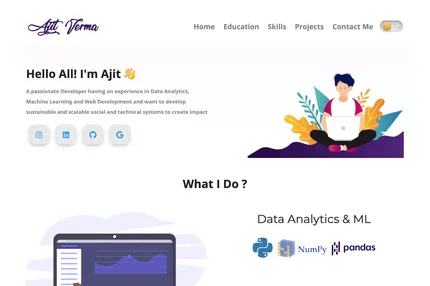 Ajit Verma
Home Education Skills Projects Contact Me
Hello All! I'm Ajit
A passionate Developer having an experience in Data Analytics,
Machine Learning and Web Development and want to develop
sustainable and scalable social and technical systems to create impact
What I Do ?
Data Analytics & ML
NumPy
pandas